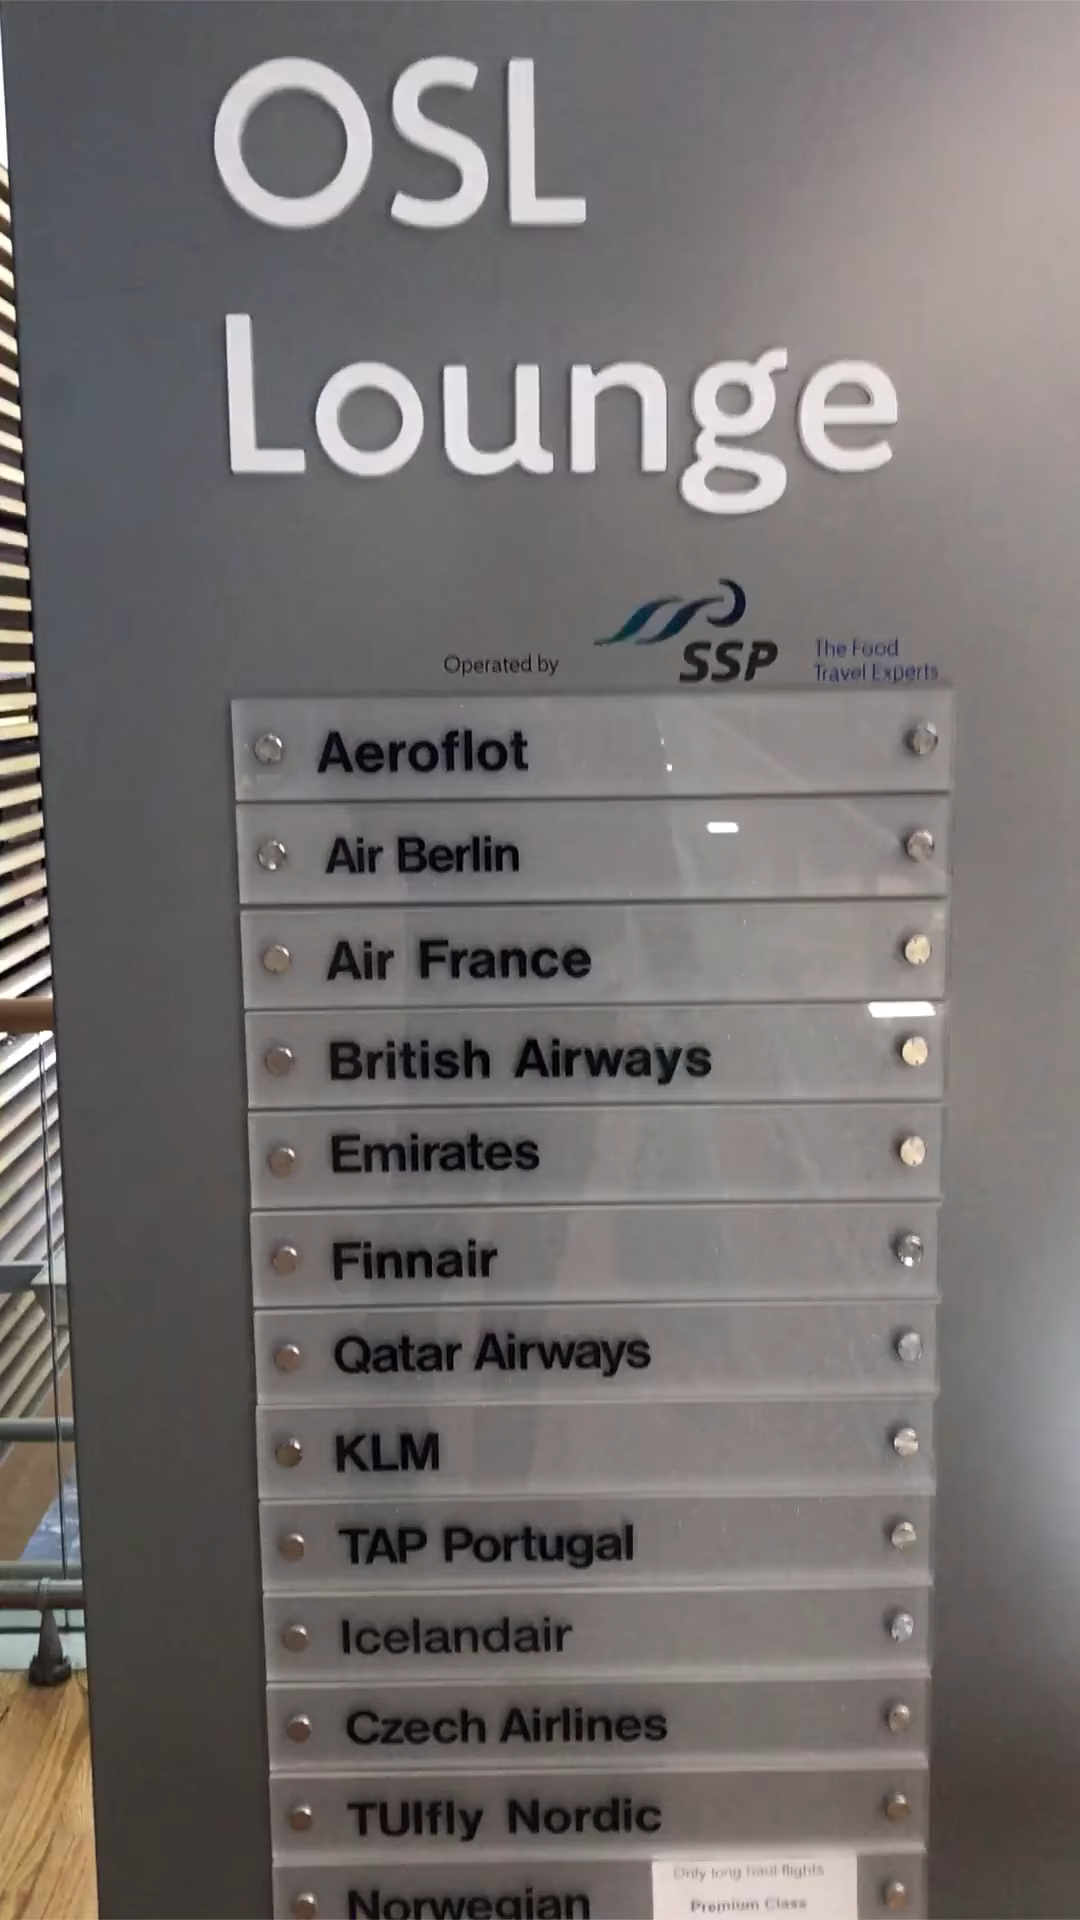 OSL
Lounge
Operated by
SSP
The Food
Travel Experts
Aeroflot
Air Berlin
Air France
British Airways
Emirates
Finnair
Qatar Airways
KLM
TAP Portugal
Icelandair
Czech Airlines
TUIfly Nordic
Norwegian
Only long haul flights
Premium Class